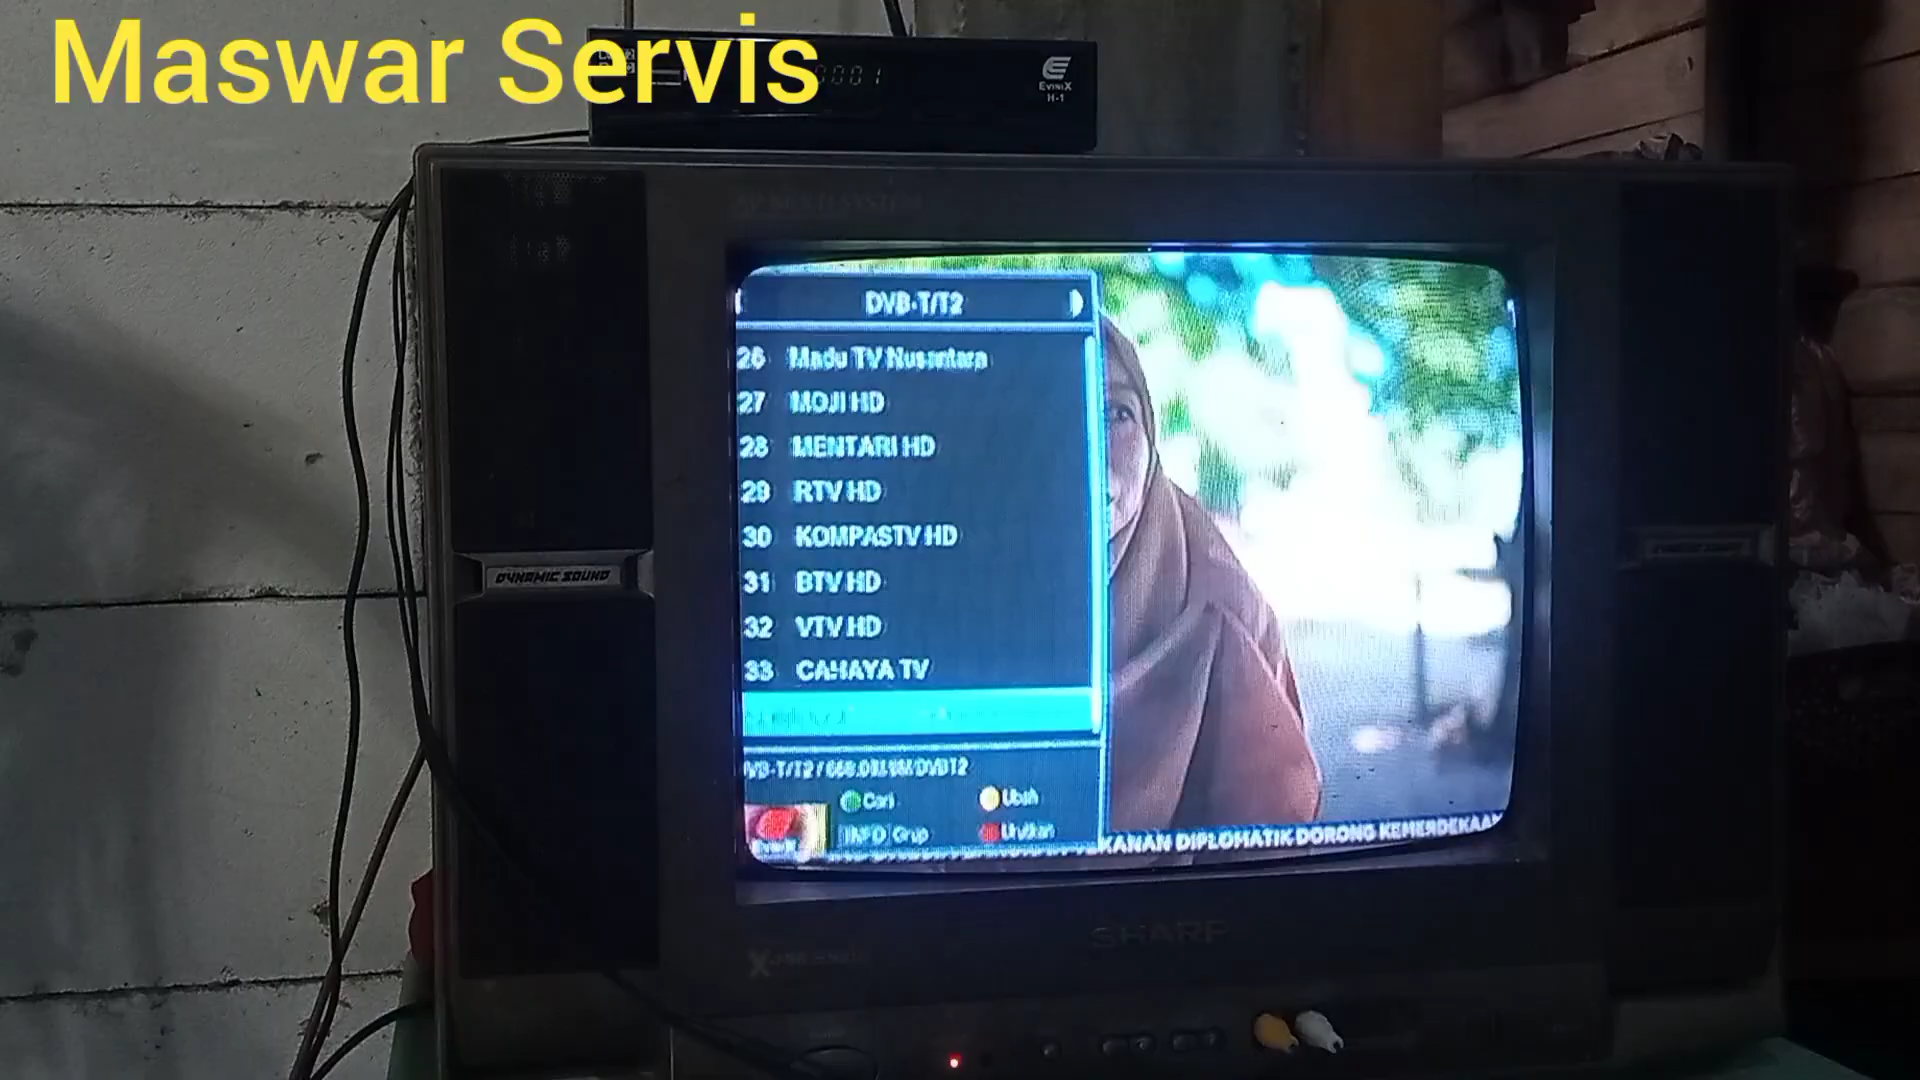 Maswar Servis
0001
EVINIX
H-1
DVB-T/T2
26 Madu TV Nusantara
27 MOJI HD
28 MENTARI HD
29 RTV HD
30 KOMPASTV HD
31 BTV HD
32 VTV HD
33 CAHAYA TV
Cari
Ubah
[INFO] Grup
Urutkan
KANAN DIPLOMATIK DORONG KEMERDEKAAN
DYNAMIC SOUND
SHARP